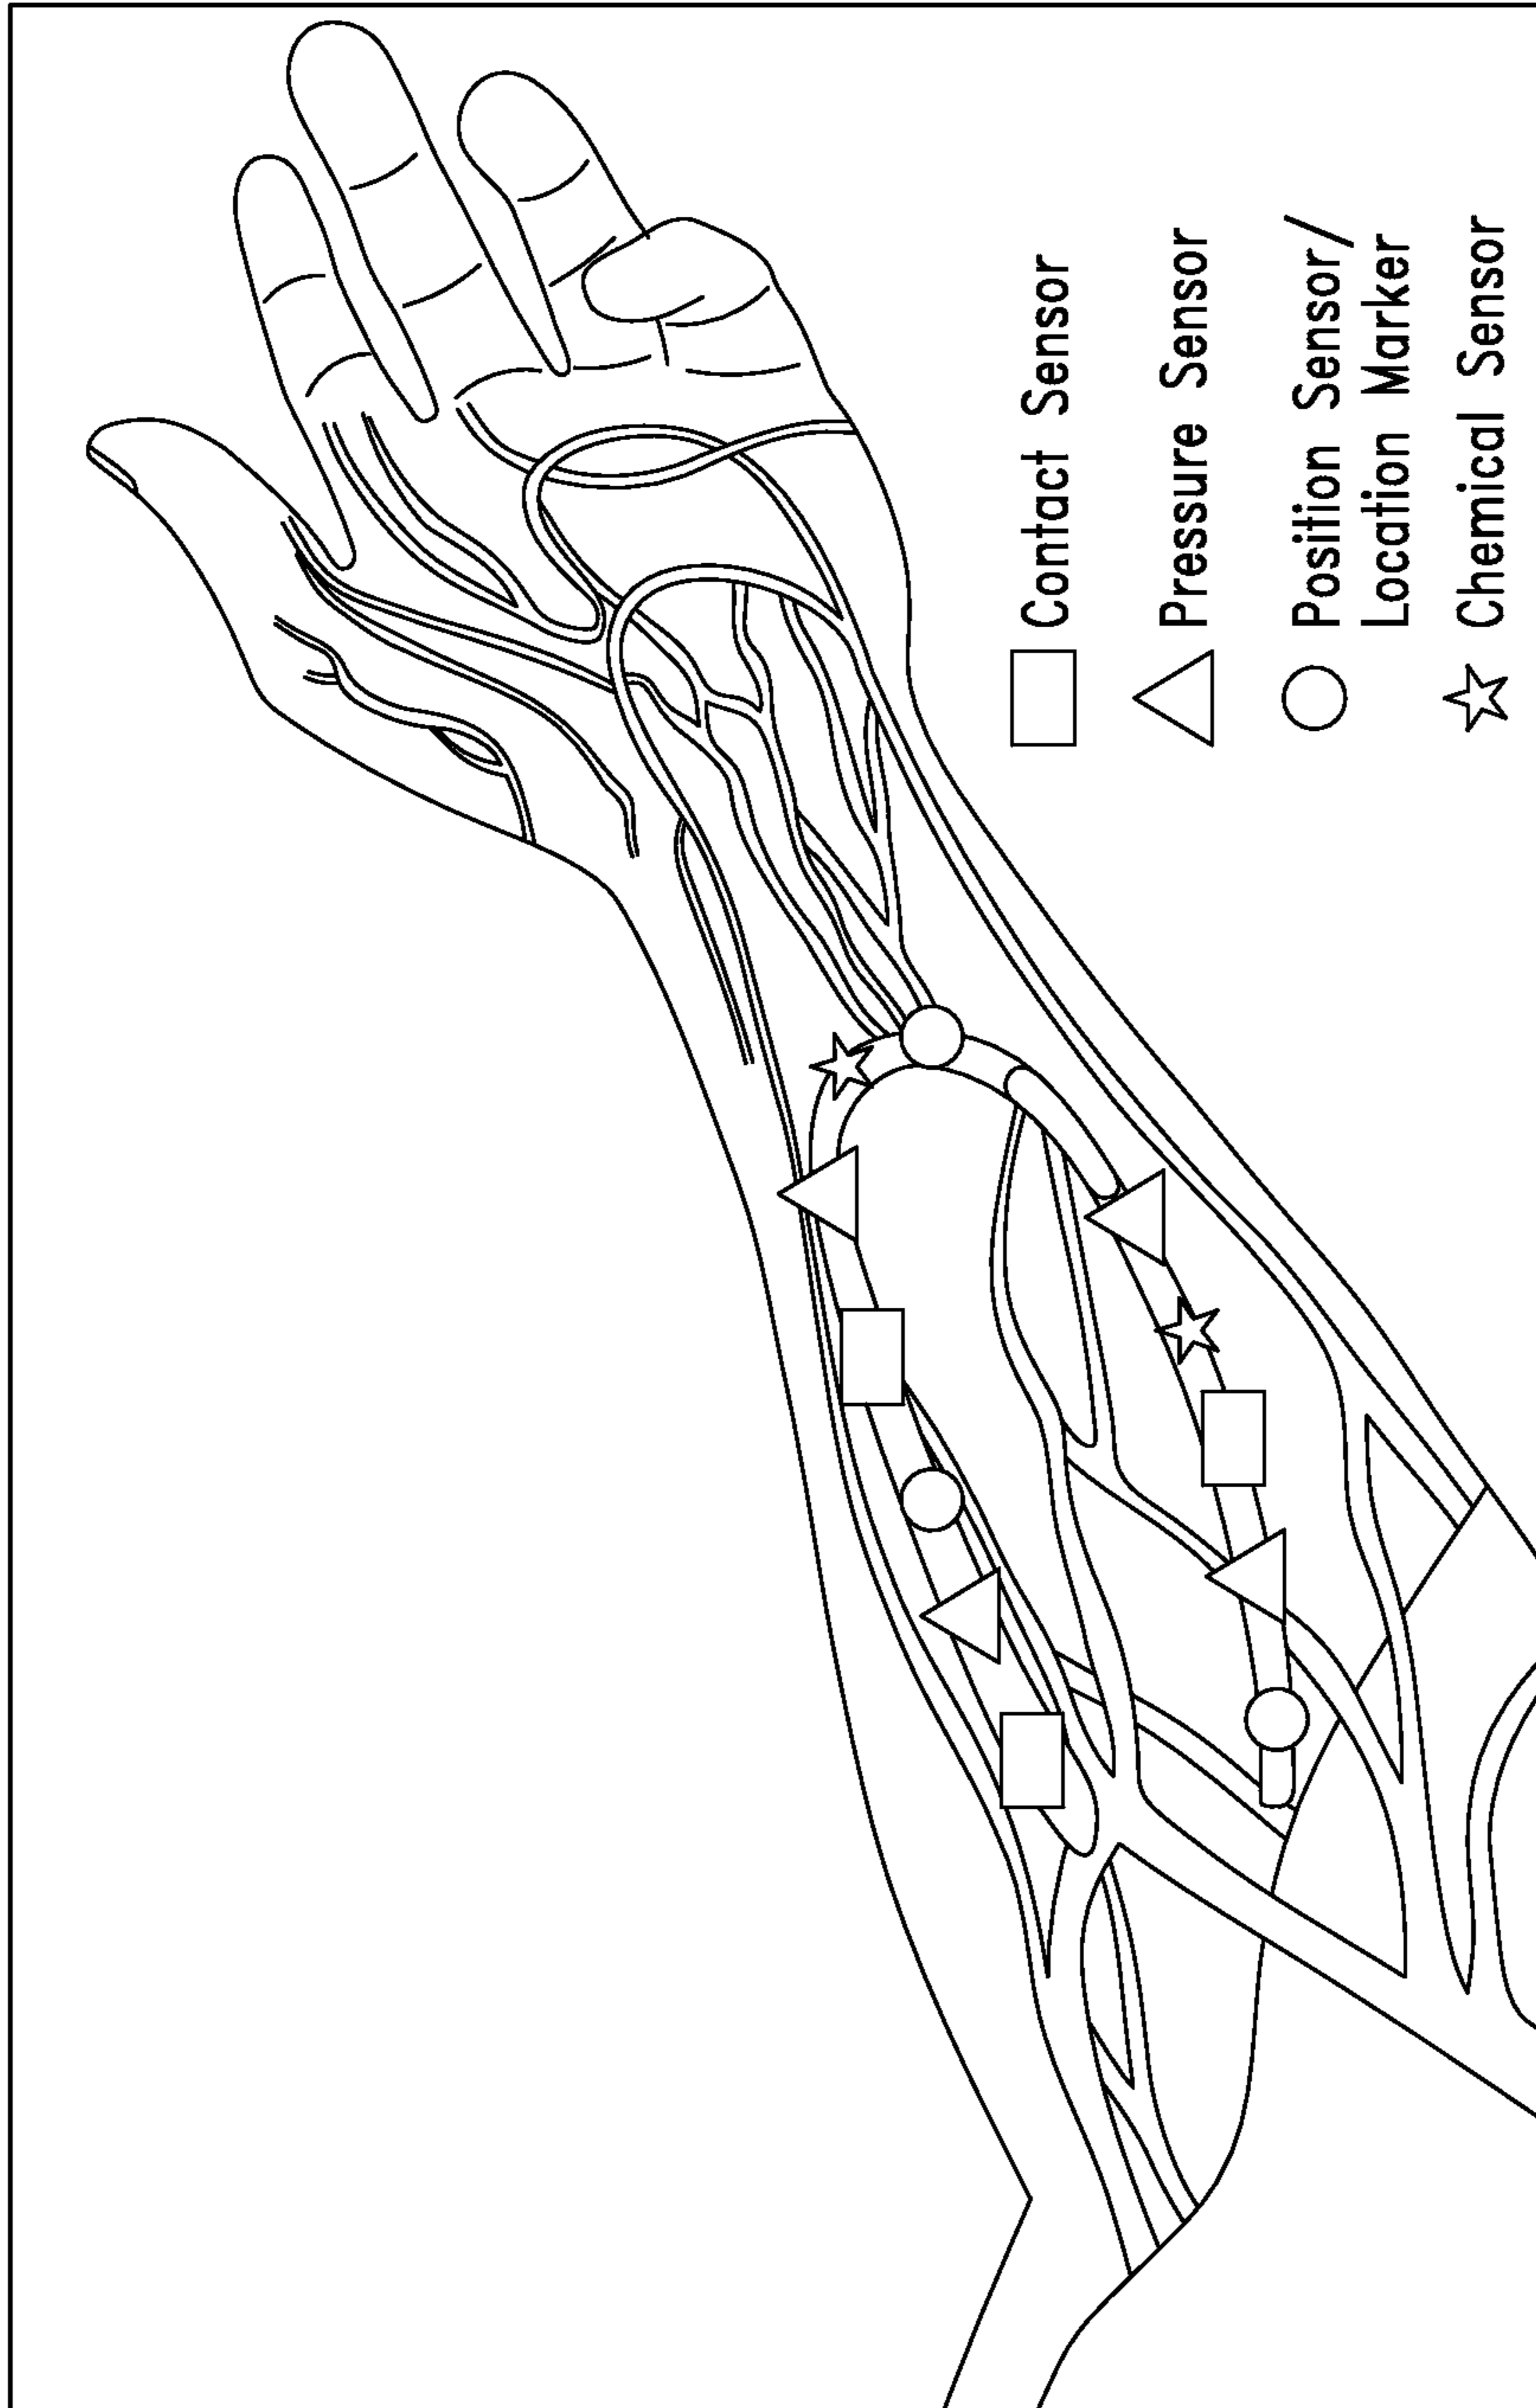 Contact Sensor
Pressure Sensor
Position Sensor/
Location Marker
Chemical Sensor